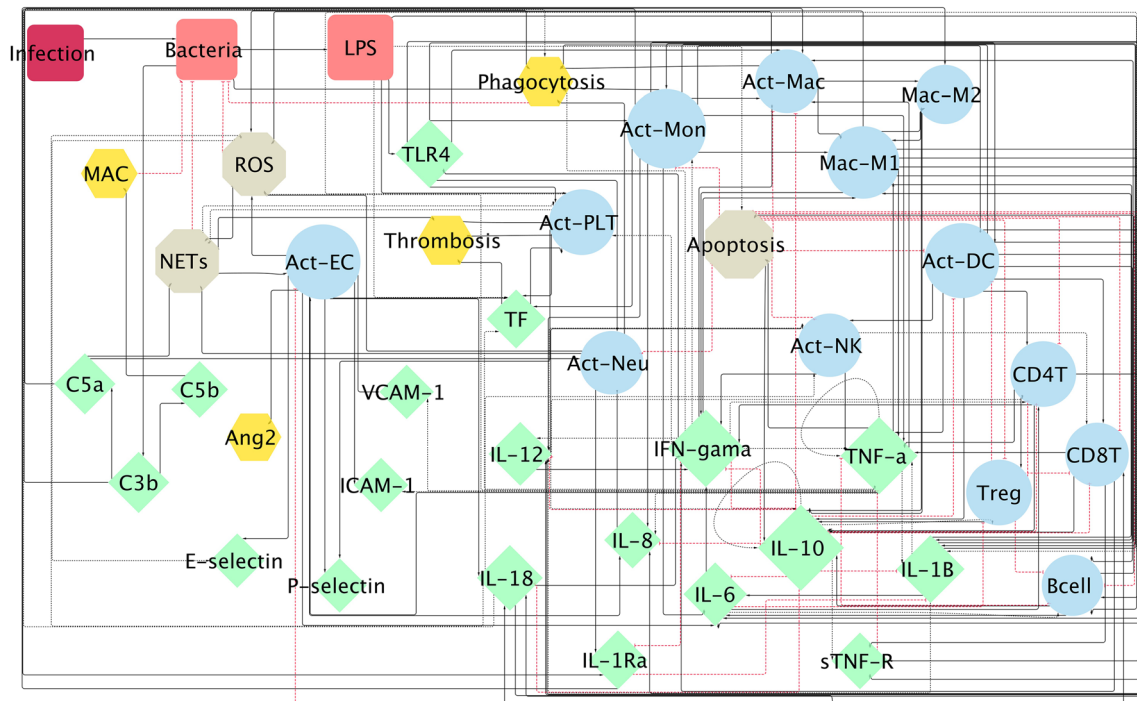 Infection
Bacteria
LPS
Phagocytosis
Act-Mac
Mac-M2
Act-Mon
MAC
ROS
TLR4
Mac-M1
Act-PLT
Thrombosis
Apoptosis
NETs
Act-EC
Act-DC
TF
Act-NK
Act-Neu
CD4T
C5a
C5b
VCAM-1
Ang2
IL-12
IFN-gama
TNF-a
CD8T
C3b
ICAM-1
Treg
IL-8
IL-10
E-selectin
P-selectin
IL-18
IL-1B
IL-6
Bcell
IL-1Ra
sTNF-R